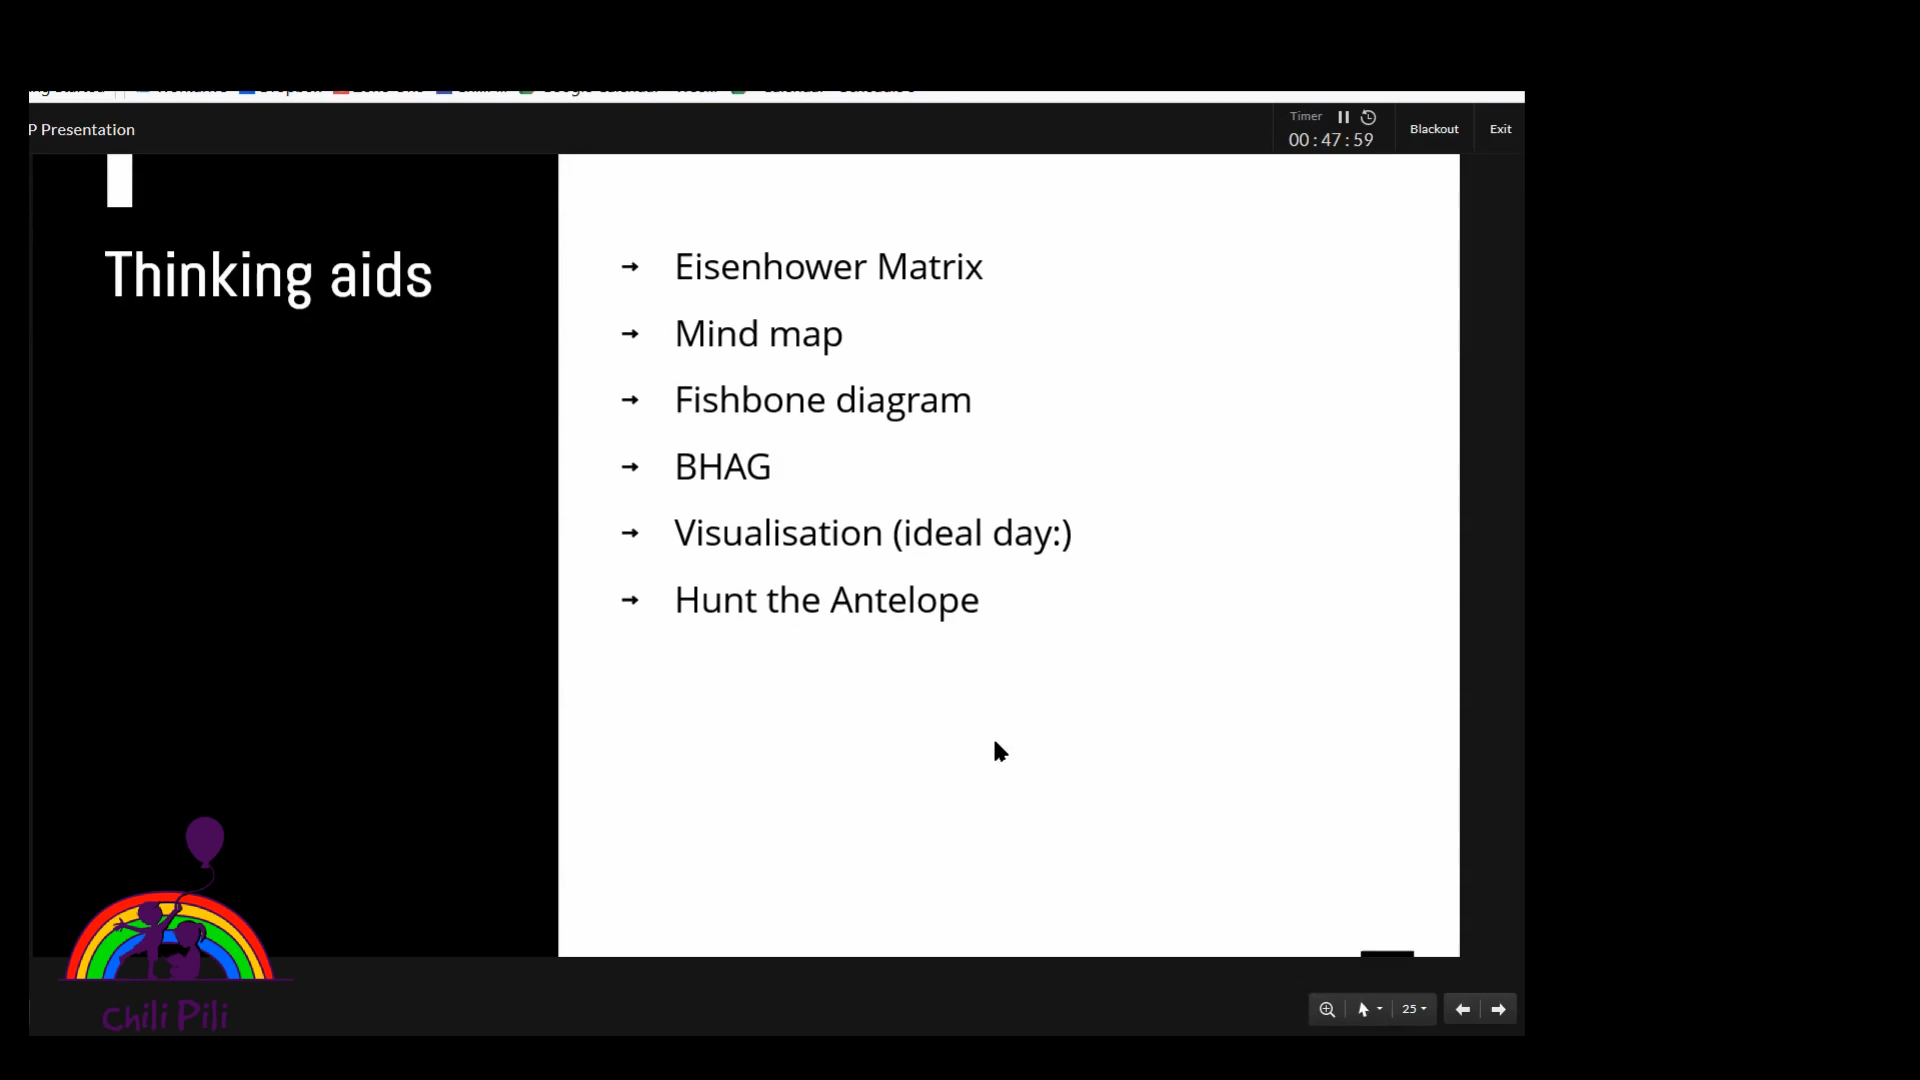 P Presentation
Timer
00:47:59
Blackout
Exit
Thinking aids
→ Eisenhower Matrix
→ Mind map
→ Fishbone diagram
→ BHAG
→ Visualisation (ideal day:)
→ Hunt the Antelope
Chili Pili
25